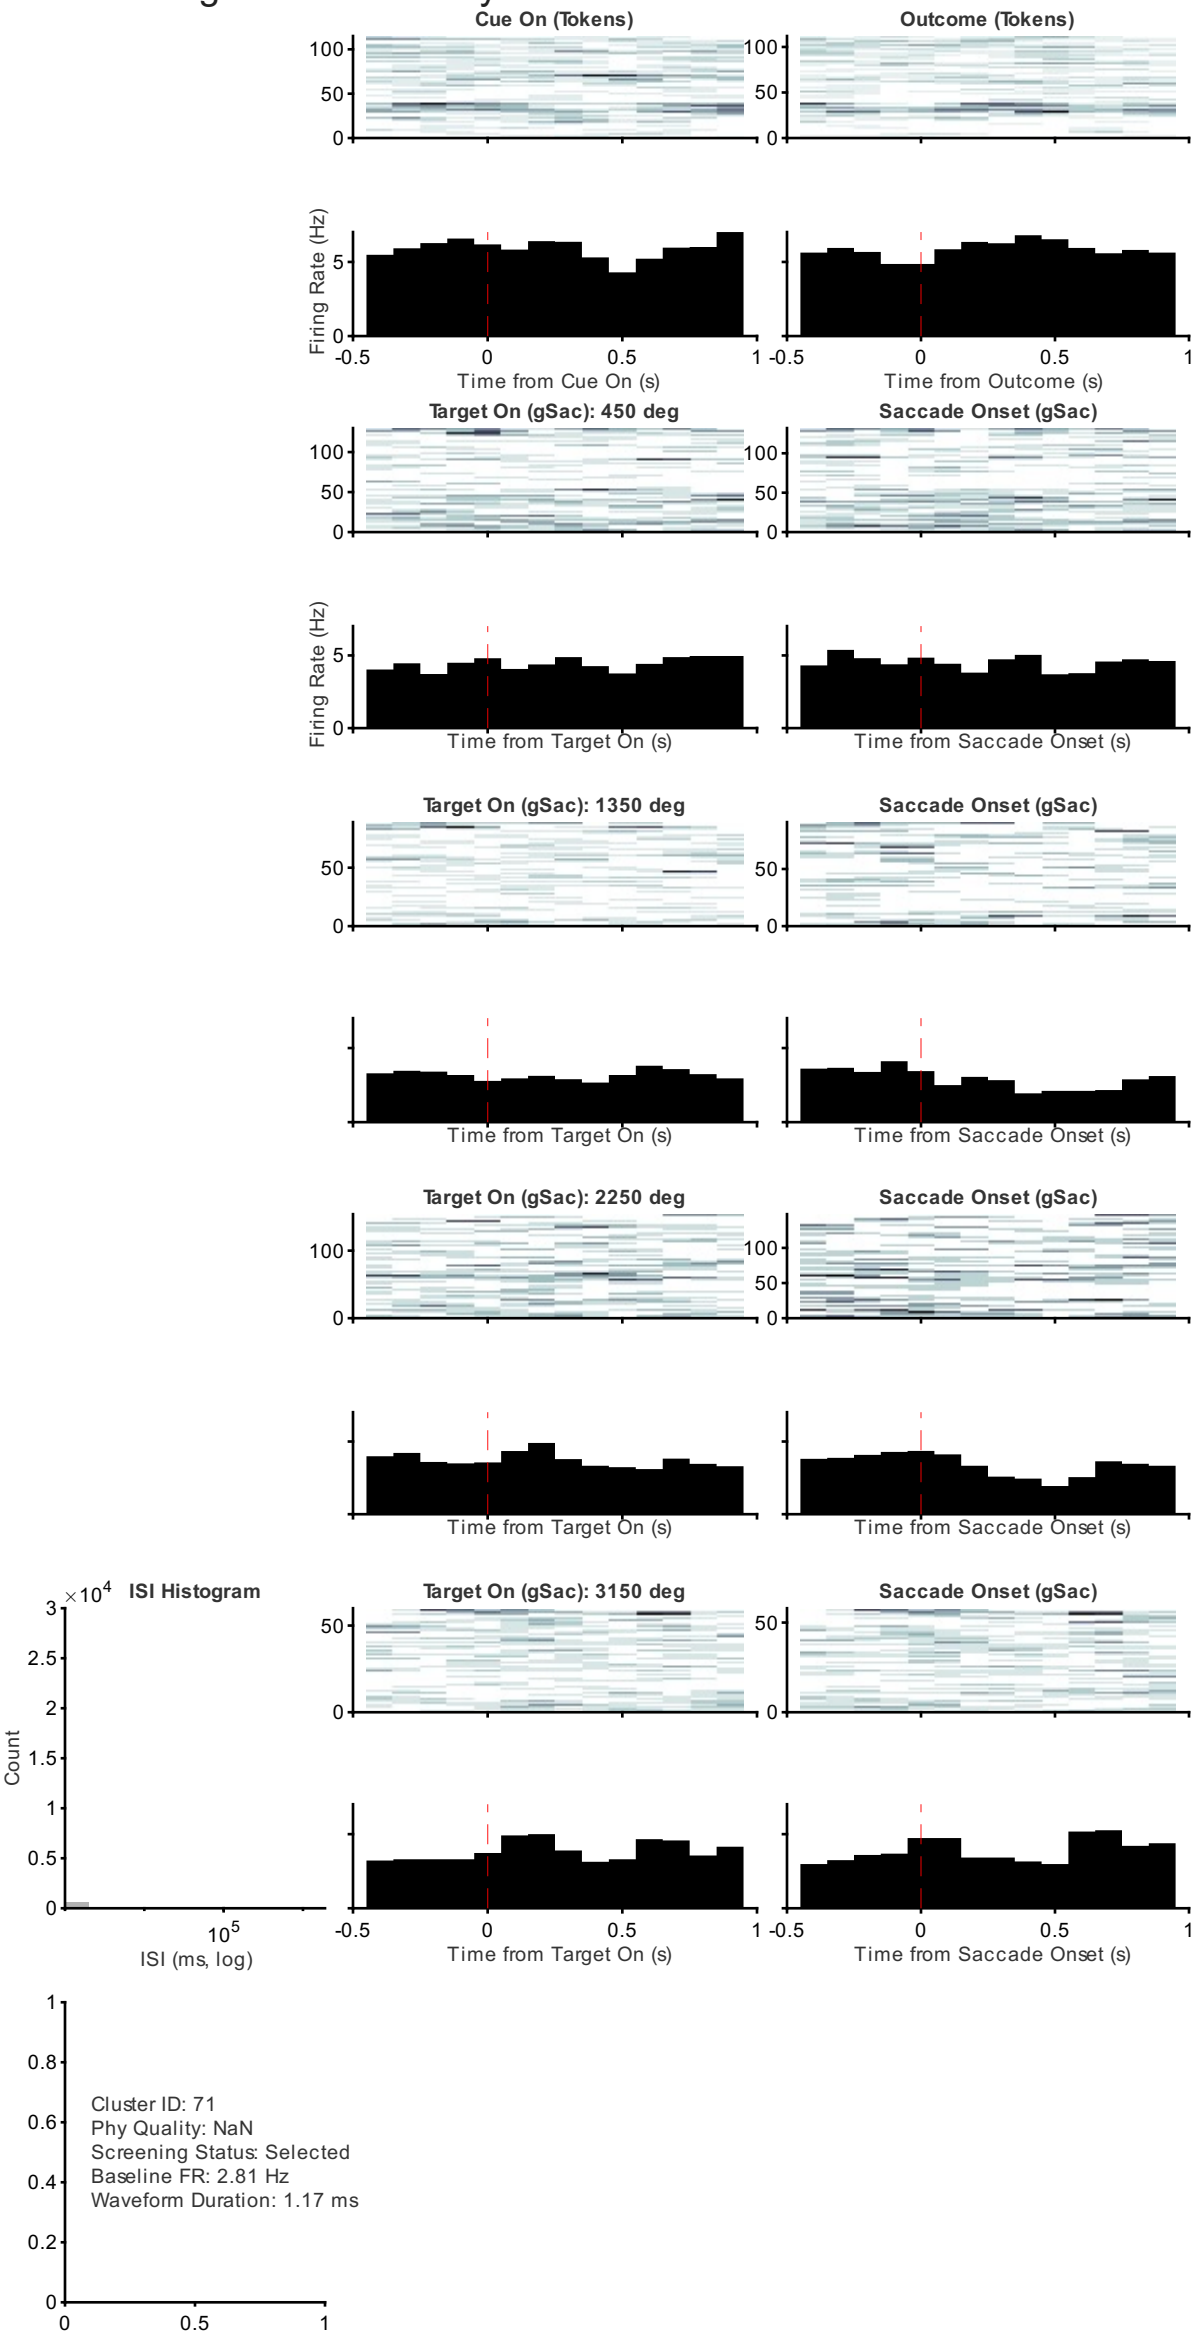 Cue On (Tokens)
Outcome (Tokens)
100
50
0
100
50
0
Firing Rate (Hz)
5
0
-0.5
0
0.5
1
-0.5
0
0.5
1
Time from Cue On (s)
Time from Outcome (s)
Target On (gSac): 450 deg
Saccade Onset (gSac)
100
50
0
100
50
0
Firing Rate (Hz)
5
0
Time from Target On (s)
Time from Saccade Onset (s)
Target On (gSac): 1350 deg
Saccade Onset (gSac)
50
0
50
0
Time from Target On (s)
Time from Saccade Onset (s)
Target On (gSac): 2250 deg
Saccade Onset (gSac)
100
0
100
50
0
Time from Target On (s)
Time from Saccade Onset (s)
×10⁴
ISI Histogram
Target On (gSac): 3150 deg
Saccade Onset (gSac)
3
2.5
2
1.5
1
0.5
0
Count
10⁵
ISI (ms, log)
50
0
50
0
-0.5
0
0.5
1
-0.5
0
0.5
1
Time from Target On (s)
Time from Saccade Onset (s)
1
0.8
0.6
0.4
0.2
0
Cluster ID: 71
Phy Quality: NaN
Screening Status: Selected
Baseline FR: 2.81 Hz
Waveform Duration: 1.17 ms
0
0.5
1